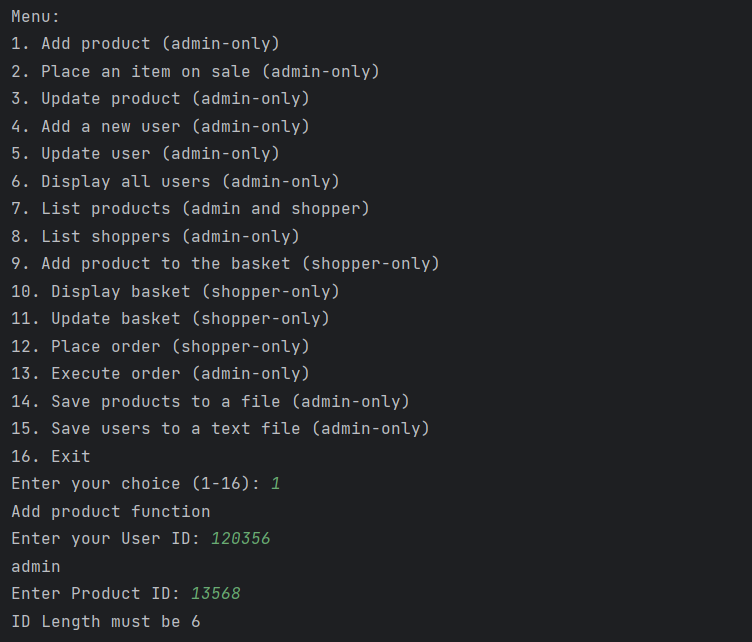 Menu:
1. Add product (admin-only)
2. Place an item on sale (admin-only)
3. Update product (admin-only)
4. Add a new user (admin-only)
5. Update user (admin-only)
6. Display all users (admin-only)
7. List products (admin and shopper)
8. List shoppers (admin-only)
9. Add product to the basket (shopper-only)
10. Display basket (shopper-only)
11. Update basket (shopper-only)
12. Place order (shopper-only)
13. Execute order (admin-only)
14. Save products to a file (admin-only)
15. Save users to a text file (admin-only)
16. Exit
Enter your choice (1-16): 1
Add product function
Enter your User ID: 120356
admin
Enter Product ID: 13568
ID Length must be 6